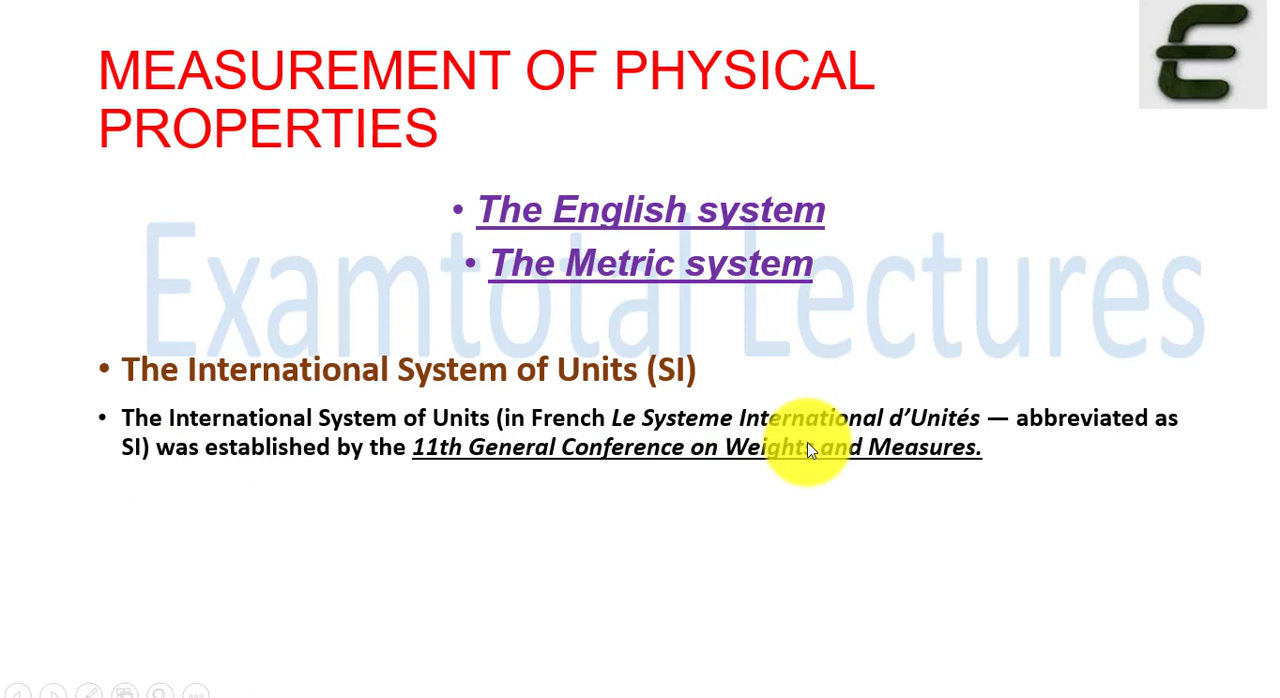 MEASUREMENT OF PHYSICAL
PROPERTIES
• The English system
• The Metric system
Examtotal Lectures
• The International System of Units (SI)
• The International System of Units (in French Le Systeme International d’Unités — abbreviated as
SI) was established by the 11th General Conference on Weights and Measures.